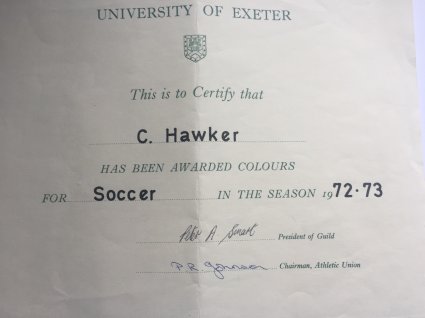 UNIVERSITY OF EXETER
This is to Certify that
C. Hawker
HAS BEEN AWARDED COLOURS
FOR Soccer IN THE SEASON 1972·73
Peter A President of Guild
P.R. Chairman, Athletic Union